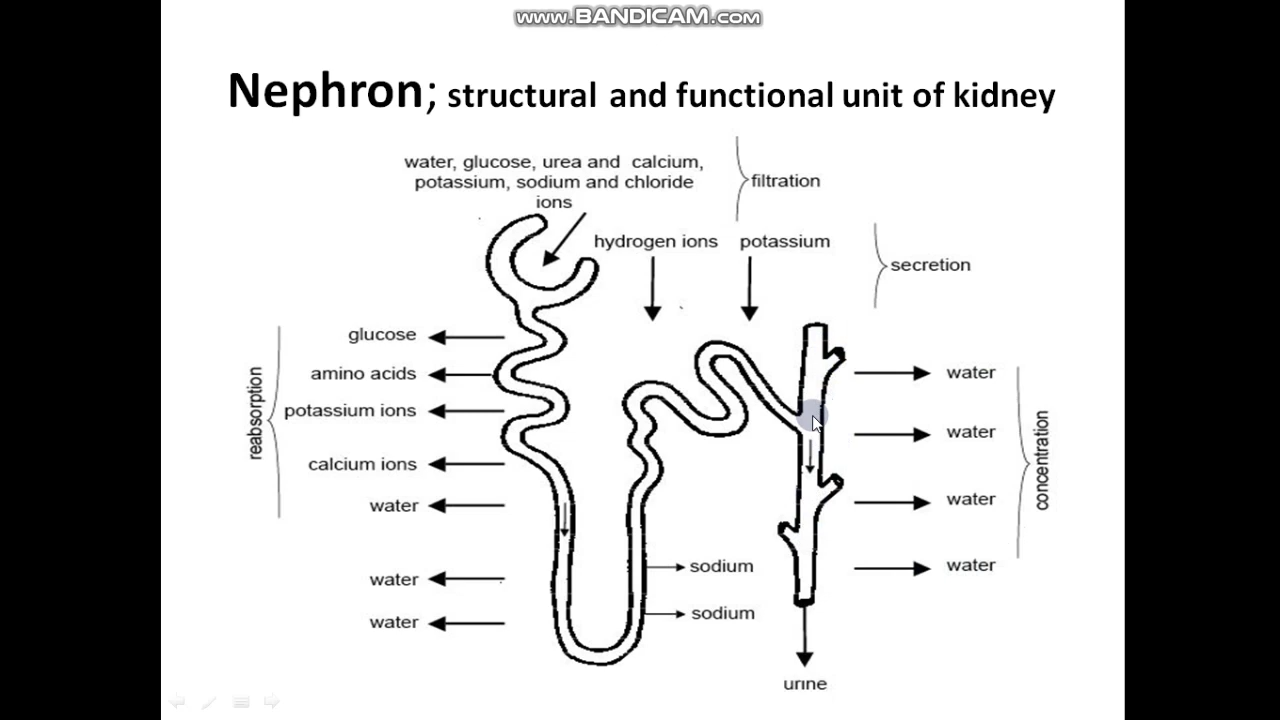 www.BANDICAM.com
Nephron; structural and functional unit of kidney
water, glucose, urea and calcium,
potassium, sodium and chloride
ions
filtration
hydrogen ions
potassium
secretion
glucose
amino acids
potassium ions
calcium ions
water
water
water
reabsorption
sodium
sodium
water
water
water
water
concentration
urine